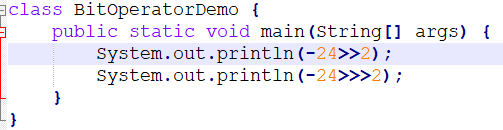 class BitOperatorDemo {
    public static void main(String[] args) {
        System.out.println(-24>>2);
        System.out.println(-24>>>2);
    }
}